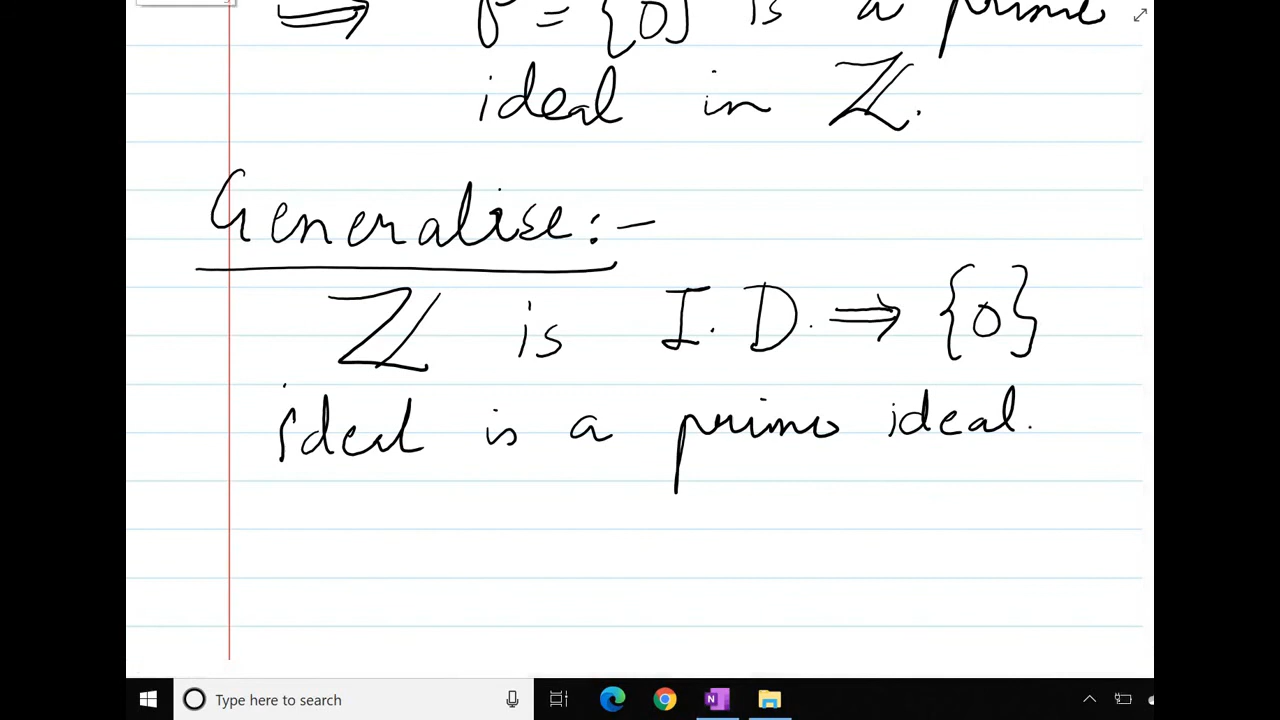 ⟹ P = {0} is a prime
ideal in ℤ.
Generalise:-
ℤ is I.D. ⟹ {0}
ideal is a prime ideal.
Type here to search